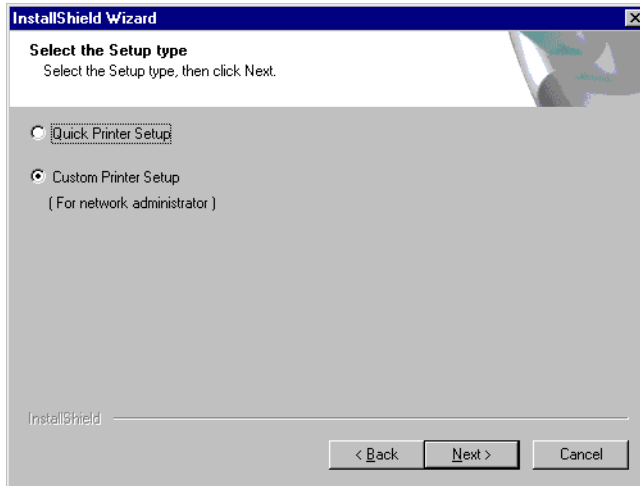 InstallShield Wizard
Select the Setup type
Select the Setup type, then click Next.
Quick Printer Setup
Custom Printer Setup
( For network administrator )
InstallShield
< Back
Next >
Cancel